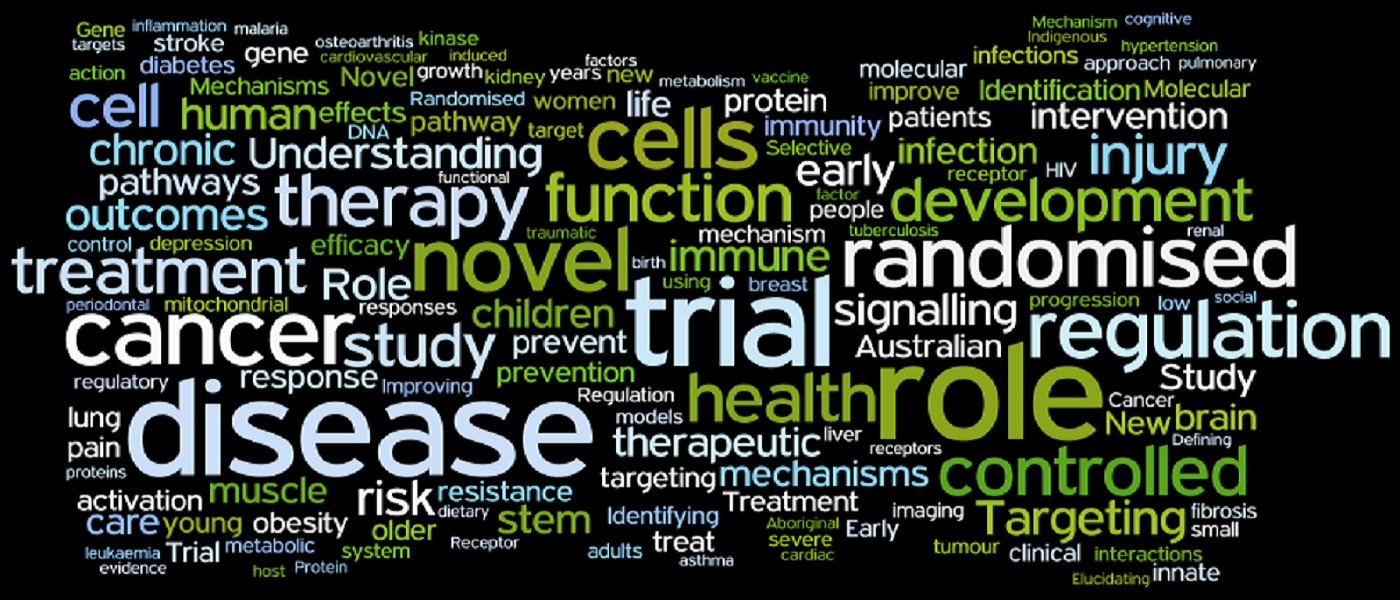 Gene inflammation malaria Mechanism cognitive
targets stroke gene osteoarthritis kinase Indigenous hypertension
diabetes cardiovascular induced factors infections approach pulmonary
action Mechanisms Novel growth kidney years new metabolism vaccine molecular improve Identification Molecular
cell human effects Randomised women life protein immunity patients intervention
DNA pathway target cells Selective
chronic Understanding functional early infection receptor HIV injury
pathways therapy function factor people development
outcomes traumatic mechanism tuberculosis renal
control depression efficacy novel birth immune randomised
treatment Role using breast
periodontal mitochondrial responses children trial signalling progression low social
cancer study prevent Australian regulation
regulatory response Improving prevention Study
lung disease Regulation health role Cancer
models New brain
pain therapeutic liver receptors Defining
proteins targeting mechanisms controlled
activation muscle risk resistance Treatment
care young obesity dietary stem Identifying imaging Targeting fibrosis
older Aboriginal Early small
leukaemia Trial metabolic system Receptor adults treat severe tumour clinical interactions
evidence host Protein asthma cardiac Elucidating innate